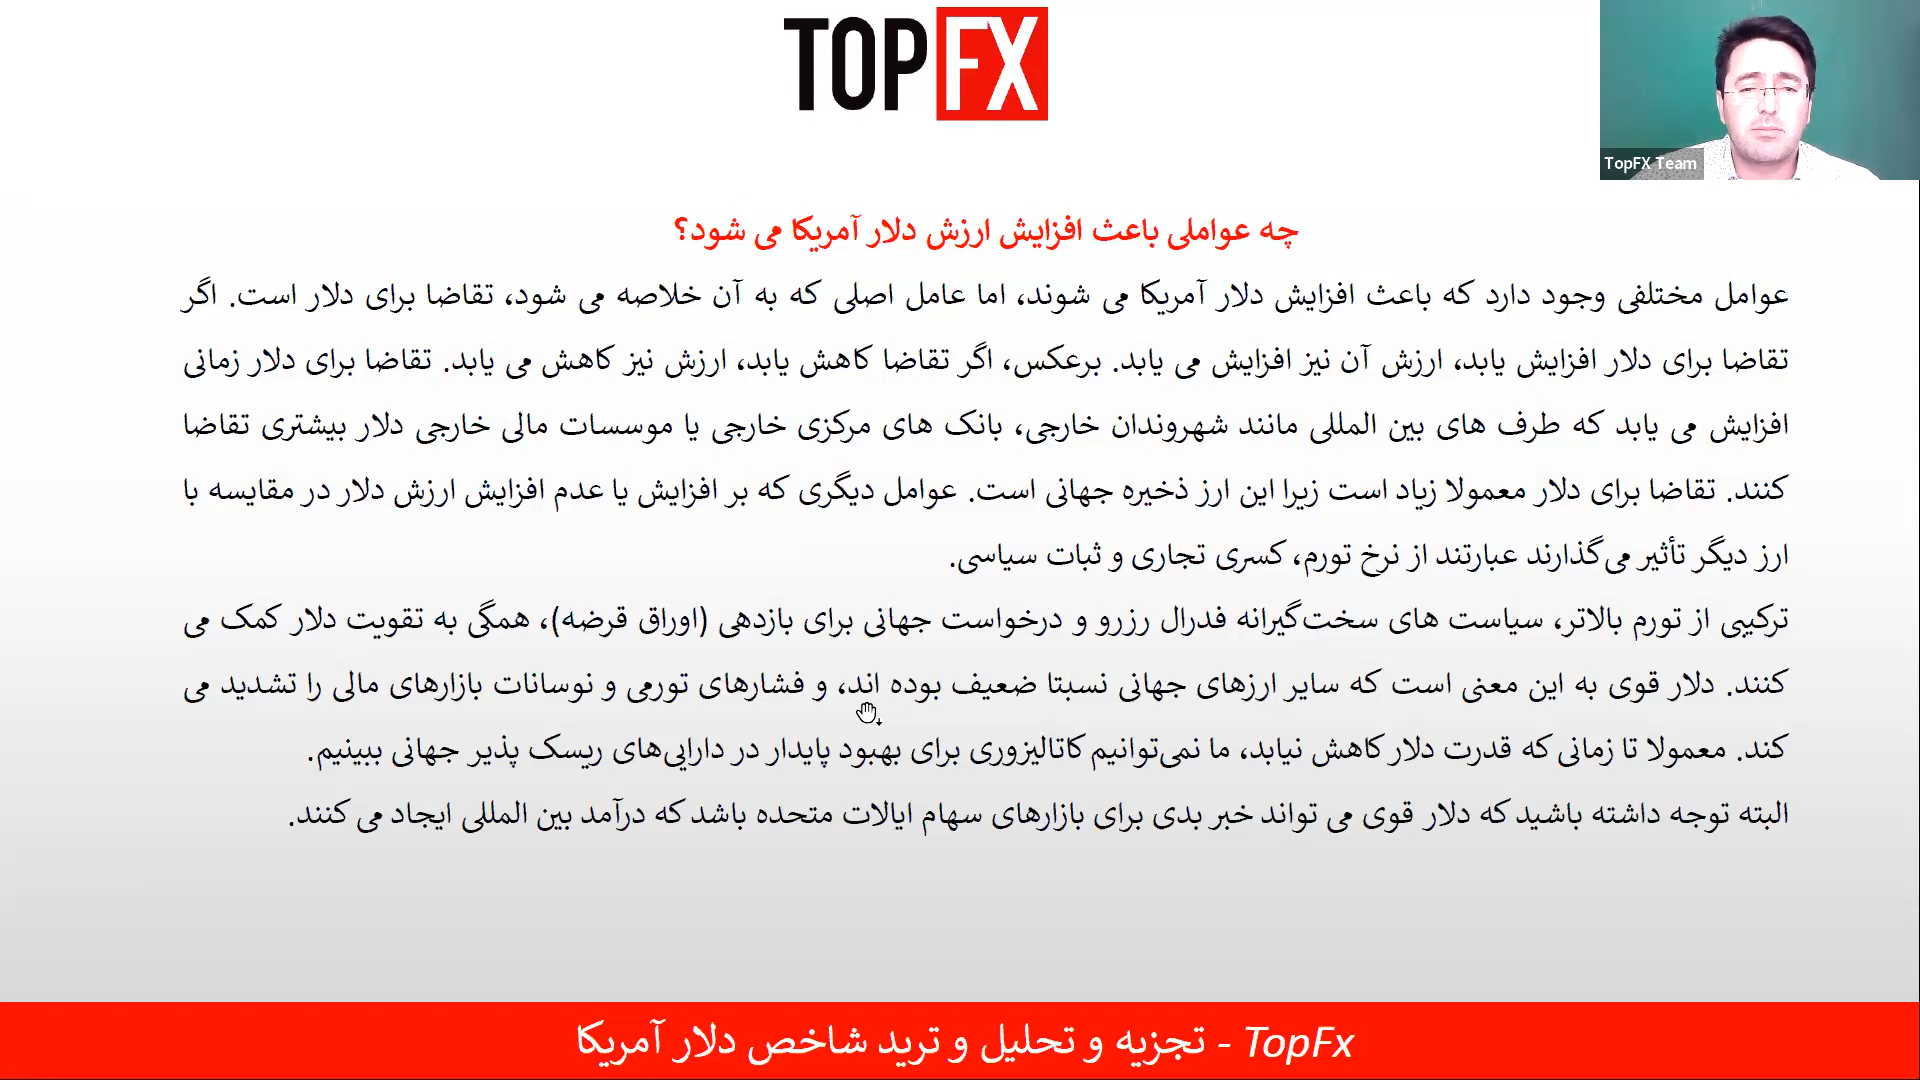 TOPFX
TopFX Team
چه عواملی باعث افزایش ارزش دلار آمریکا می شود؟
عوامل مختلفی وجود دارد که باعث افزایش دلار آمریکا می شوند، اما عامل اصلی که به آن خلاصه می شود، تقاضا برای دلار است. اگر
تقاضا برای دلار افزایش یابد، ارزش آن نیز افزایش می یابد. برعکس، اگر تقاضا کاهش یابد، ارزش نیز کاهش می یابد. تقاضا برای دلار زمانی
افزایش می یابد که طرف های بین المللی مانند شهروندان خارجی، بانک های مرکزی خارجی یا موسسات مالی خارجی دلار بیشتری تقاضا
کنند. تقاضا برای دلار معمولا زیاد است زیرا این ارز ذخیره جهانی است. عوامل دیگری که بر افزایش یا عدم افزایش ارزش دلار در مقایسه با
ارز دیگر تأثیر می‌گذارند عبارتند از نرخ تورم، کسری تجاری و ثبات سیاسی.
ترکیبی از تورم بالاتر، سیاست های سخت‌گیرانه فدرال رزرو و درخواست جهانی برای بازدهی (اوراق قرضه)، همگی به تقویت دلار کمک می
کنند. دلار قوی به این معنی است که سایر ارزهای جهانی نسبتا ضعیف بوده اند، و فشارهای تورمی و نوسانات بازارهای مالی را تشدید می
کند. معمولا تا زمانی که قدرت دلار کاهش نیابد، ما نمی‌توانیم کاتالیزوری برای بهبود پایدار در دارایی‌های ریسک پذیر جهانی ببینیم.
البته توجه داشته باشید که دلار قوی می تواند خبر بدی برای بازارهای سهام ایالات متحده باشد که درآمد بین المللی ایجاد می کنند.
TopFx - تجزیه و تحلیل و ترید شاخص دلار آمریکا